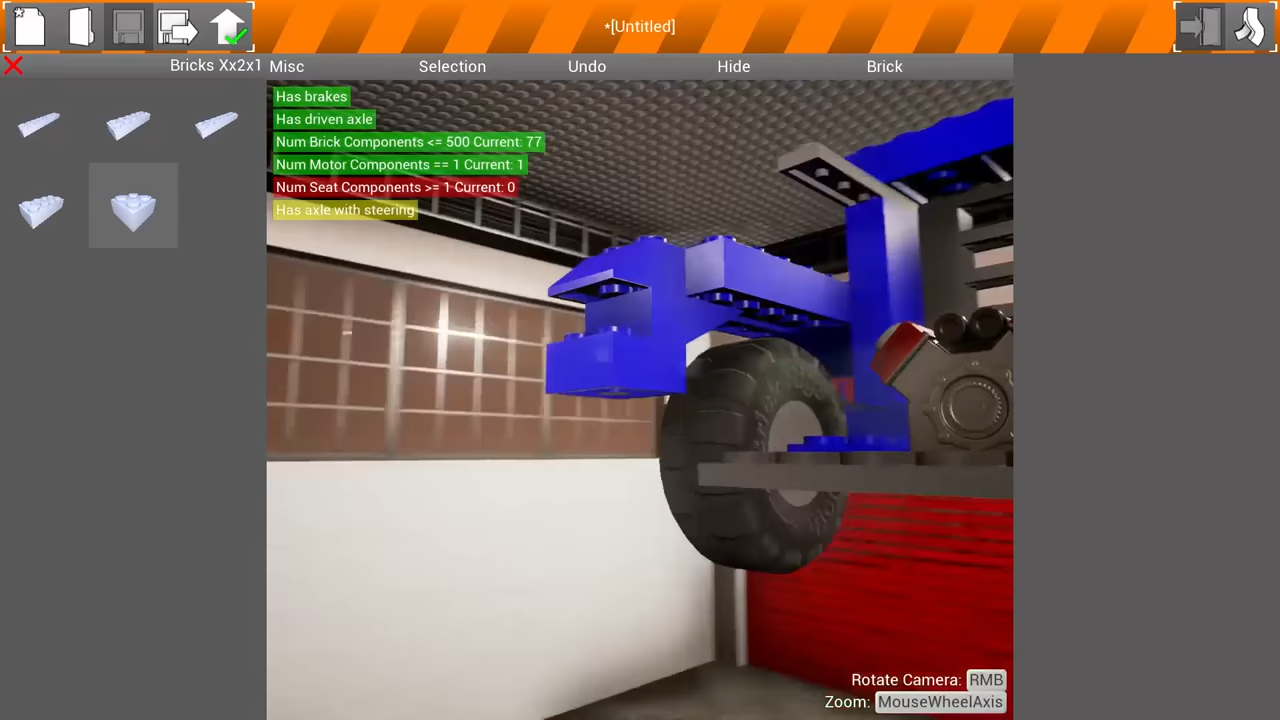 *[Untitled]
Bricks Xx2x1
Misc
Selection
Undo
Hide
Brick
Has brakes
Has driven axle
Num Brick Components <= 500 Current: 77
Num Motor Components == 1 Current: 1
Num Seat Components >= 1 Current: 0
Has axle with steering
Rotate Camera: RMB
Zoom: MouseWheelAxis